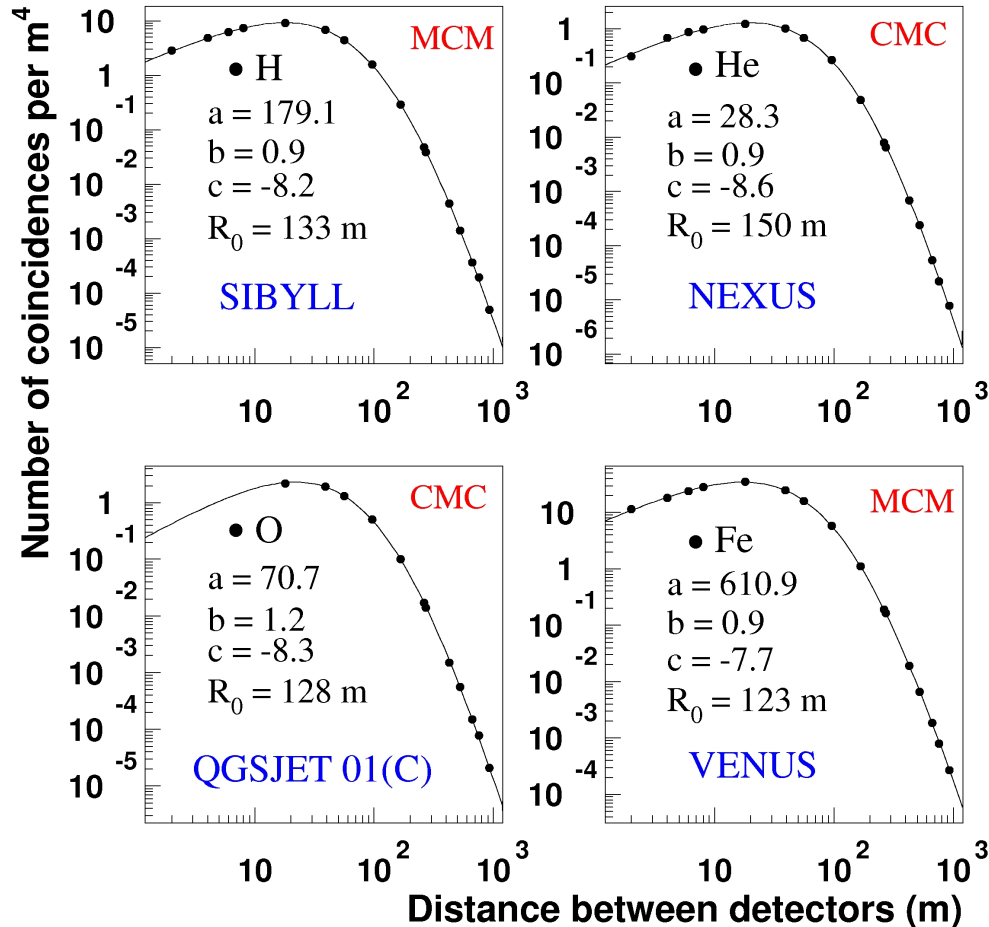 Number of coincidences per m⁴
MCM
H
a = 179.1
b = 0.9
c = -8.2
R₀ = 133 m
SIBYLL
10
1
10⁻¹
10⁻²
10⁻³
10⁻⁴
10⁻⁵
10 10² 10³
CMC
He
a = 28.3
b = 0.9
c = -8.6
R₀ = 150 m
NEXUS
1
10⁻¹
10⁻²
10⁻³
10⁻⁴
10⁻⁵
10⁻⁶
10 10² 10³
CMC
O
a = 70.7
b = 1.2
c = -8.3
R₀ = 128 m
QGSJET 01(C)
1
10⁻¹
10⁻²
10⁻³
10⁻⁴
10⁻⁵
10 10² 10³
MCM
Fe
a = 610.9
b = 0.9
c = -7.7
R₀ = 123 m
VENUS
10
1
10⁻¹
10⁻²
10⁻³
10⁻⁴
10 10² 10³
Distance between detectors (m)